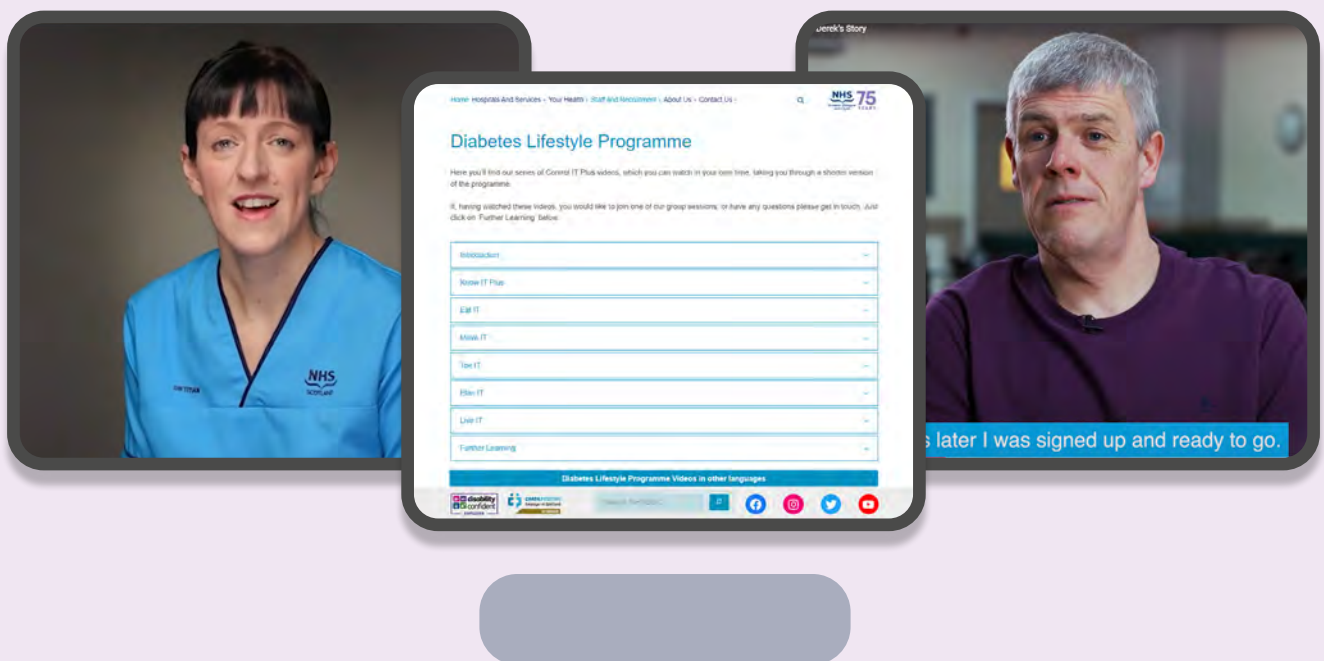 Home Hospitals And Services Your Health Staff And Recruitment About Us Contact Us
NHS 75
YEARS
Diabetes Lifestyle Programme
Here you'll find our series of Control IT Plus videos, which you can watch in your own time, taking you through a shorter version
of the programme.
If, having watched these videos, you would like to join one of our group sessions, or have any questions please get in touch. Just
click on 'Further Learning' below.
Introduction
Know IT Plus
Eat IT
Move IT
Plan IT
Live IT
Further Learning
Diabetes Lifestyle Programme Videos in other languages
disability
confident
NHS
SCOTLAND
Derek's Story
s later I was signed up and ready to go.